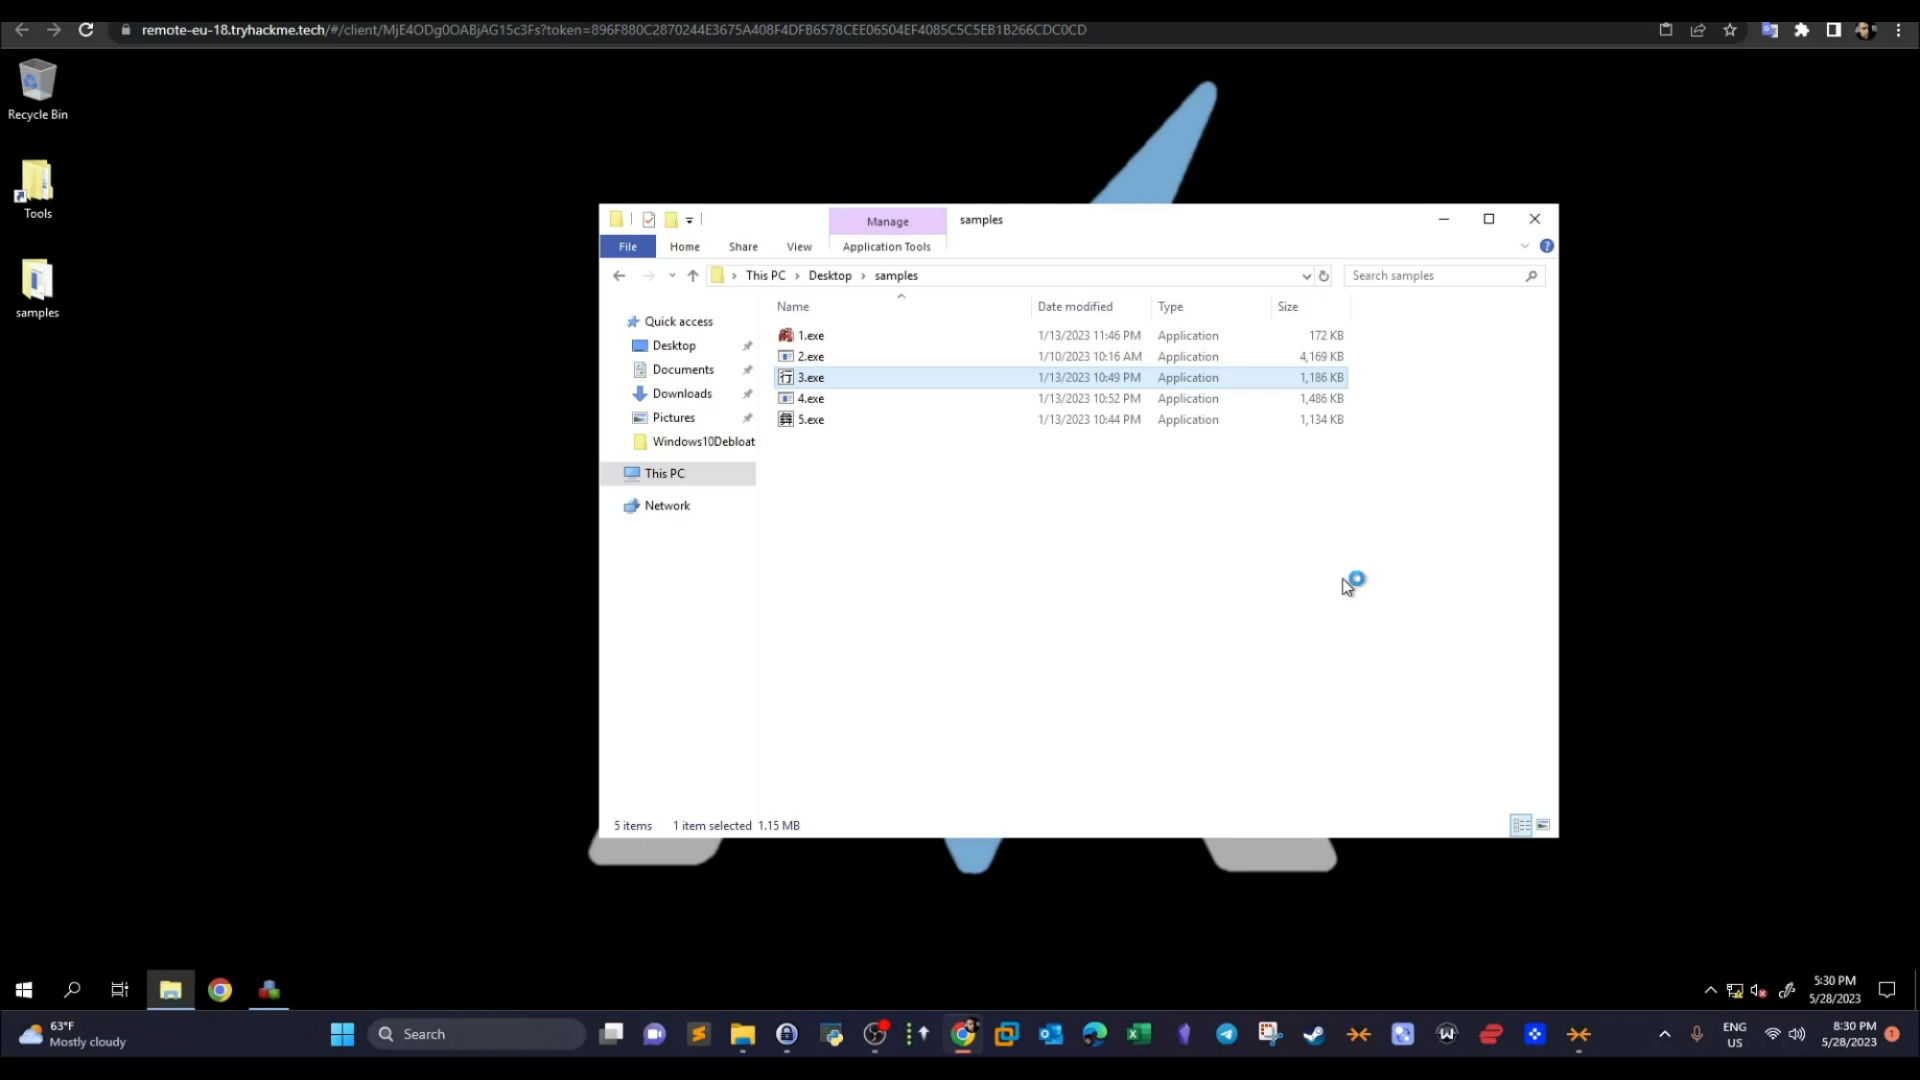 remote-eu-18.tryhackme.tech/#/client/MjE4ODg0OABjAG15c3Fs?token=896F880C2870244E3675A408F4DFB6578CEE06504EF4085C5C5EB1B266CDC0CD
Recycle Bin
Tools
samples
Manage
samples
File
Home
Share
View
Application Tools
This PC
Desktop
samples
Search samples
Name
Date modified
Type
Size
Quick access
Desktop
Documents
Downloads
Pictures
Windows10Debloat
This PC
Network
1.exe 1/13/2023 11:46 PM Application 172 KB
2.exe 1/10/2023 10:16 AM Application 4,169 KB
3.exe 1/13/2023 10:49 PM Application 1,186 KB
4.exe 1/13/2023 10:52 PM Application 1,486 KB
5.exe 1/13/2023 10:44 PM Application 1,134 KB
5 items 1 item selected 1.15 MB
5:30 PM
5/28/2023
63°F
Mostly cloudy
Search
ENG
US
8:30 PM
5/28/2023
1